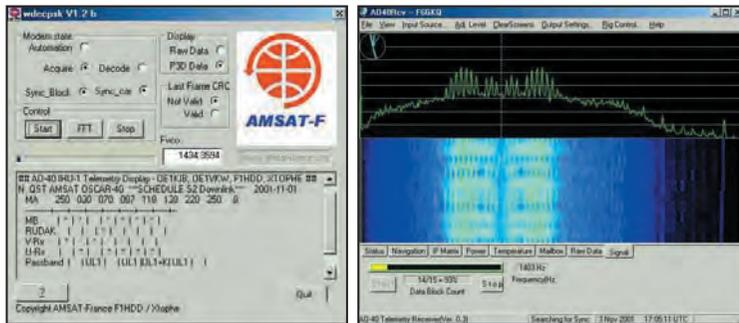 wdecpsk V1.2 b
Modem state
Automation
Acquire Decode
Sync_Block Sync_car
Control
Start FFT Stop
Display
Raw Data
P3D Data
Last Frame CRC
Not Valid
Valid
AMSAT-F
Fvco
1434,3594
## AO-40 IHU-1 Telemetry Display - OE1KIB, OE1VKW, F1HDD, X1OPHE ##
N QST AMSAT OSCAR-40 SCHEDULE S2 Downlink 2001-11-01
MA 250 020 070 007 110 120 220 250
MB
RUDAK
V-Rx
U-Rx
Passband
?
Quit
Copyright AMSAT-France F1HDD / Xtophe
AO40Rcv - F6GKQ
File View Input Source... Adj. Level ClearScreens Output Settings... Rig Control... Help
Status Navigation IF Matrix Power Temperature Mailbox Raw Data Signal
Start
14/15 = 93%
Data Block Count
Stop
1403 Hz
Frequency/Hz
AO-40 Telemetry Receiver(Ver. 0.3) Searching for Sync 3 Nov 2001 17:05:11 UTC